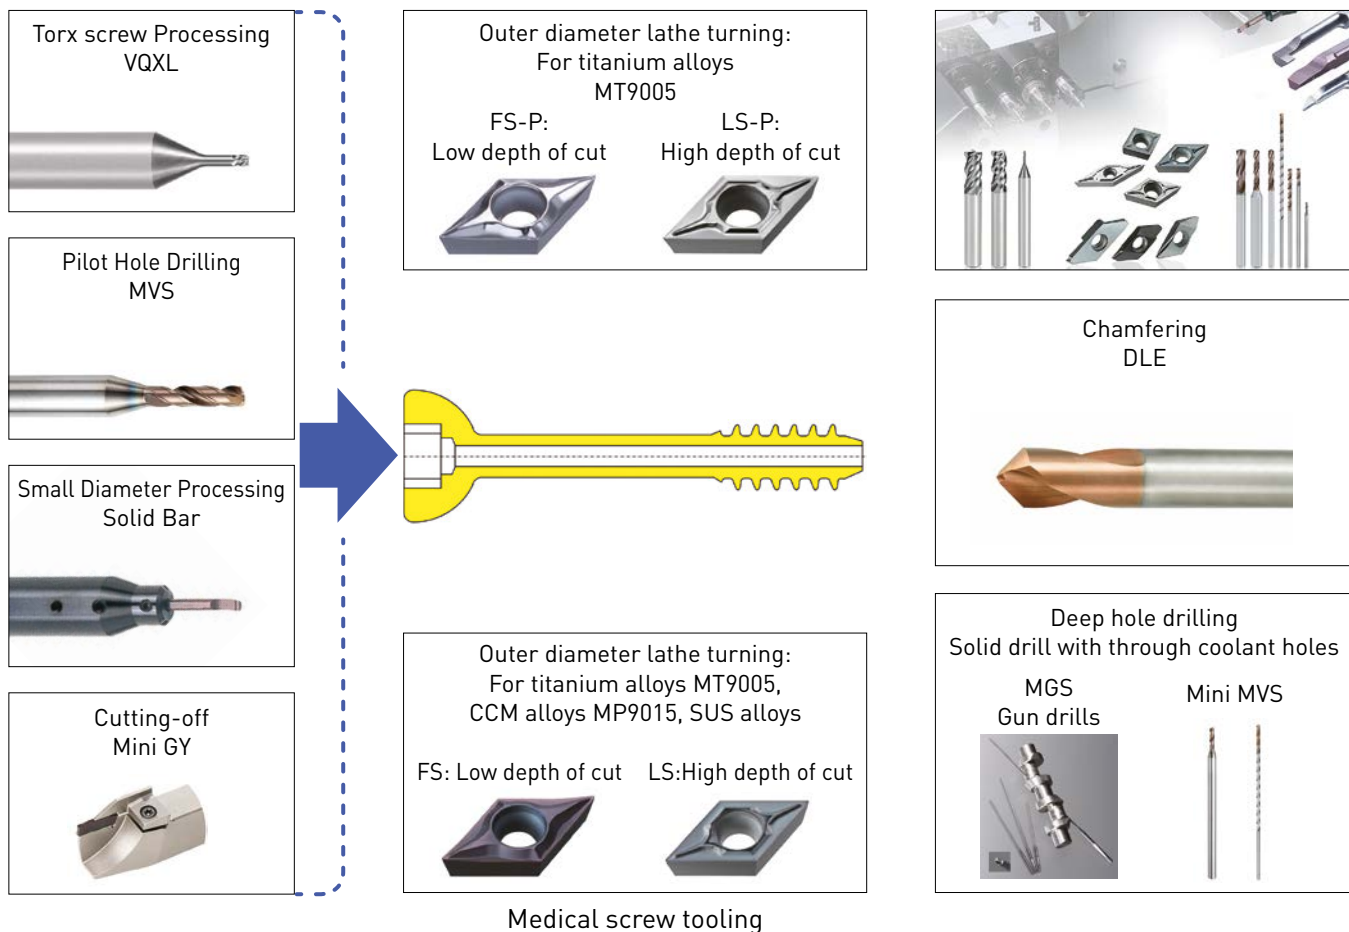 Torx screw Processing
VQXL
Pilot Hole Drilling
MVS
Small Diameter Processing
Solid Bar
Cutting-off
Mini GY
Outer diameter lathe turning:
For titanium alloys
MT9005
FS-P:
Low depth of cut
LS-P:
High depth of cut
Outer diameter lathe turning:
For titanium alloys MT9005,
CCM alloys MP9015, SUS alloys
FS: Low depth of cut
LS:High depth of cut
Medical screw tooling
Chamfering
DLE
Deep hole drilling
Solid drill with through coolant holes
MGS
Gun drills
Mini MVS